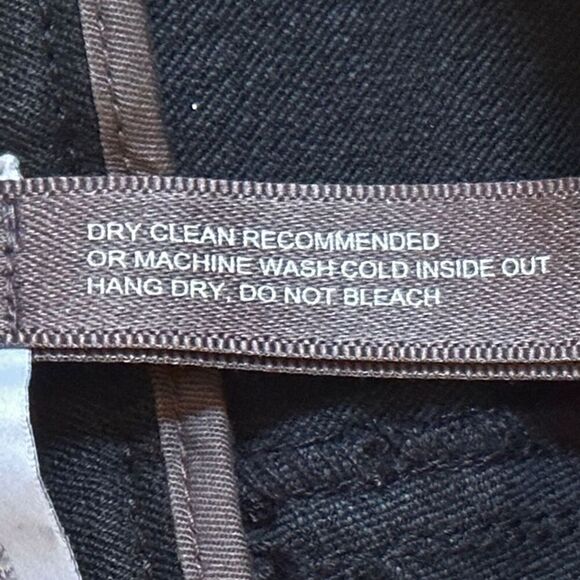 DRY CLEAN RECOMMENDED
OR MACHINE WASH COLD INSIDE OUT
HANG DRY, DO NOT BLEACH